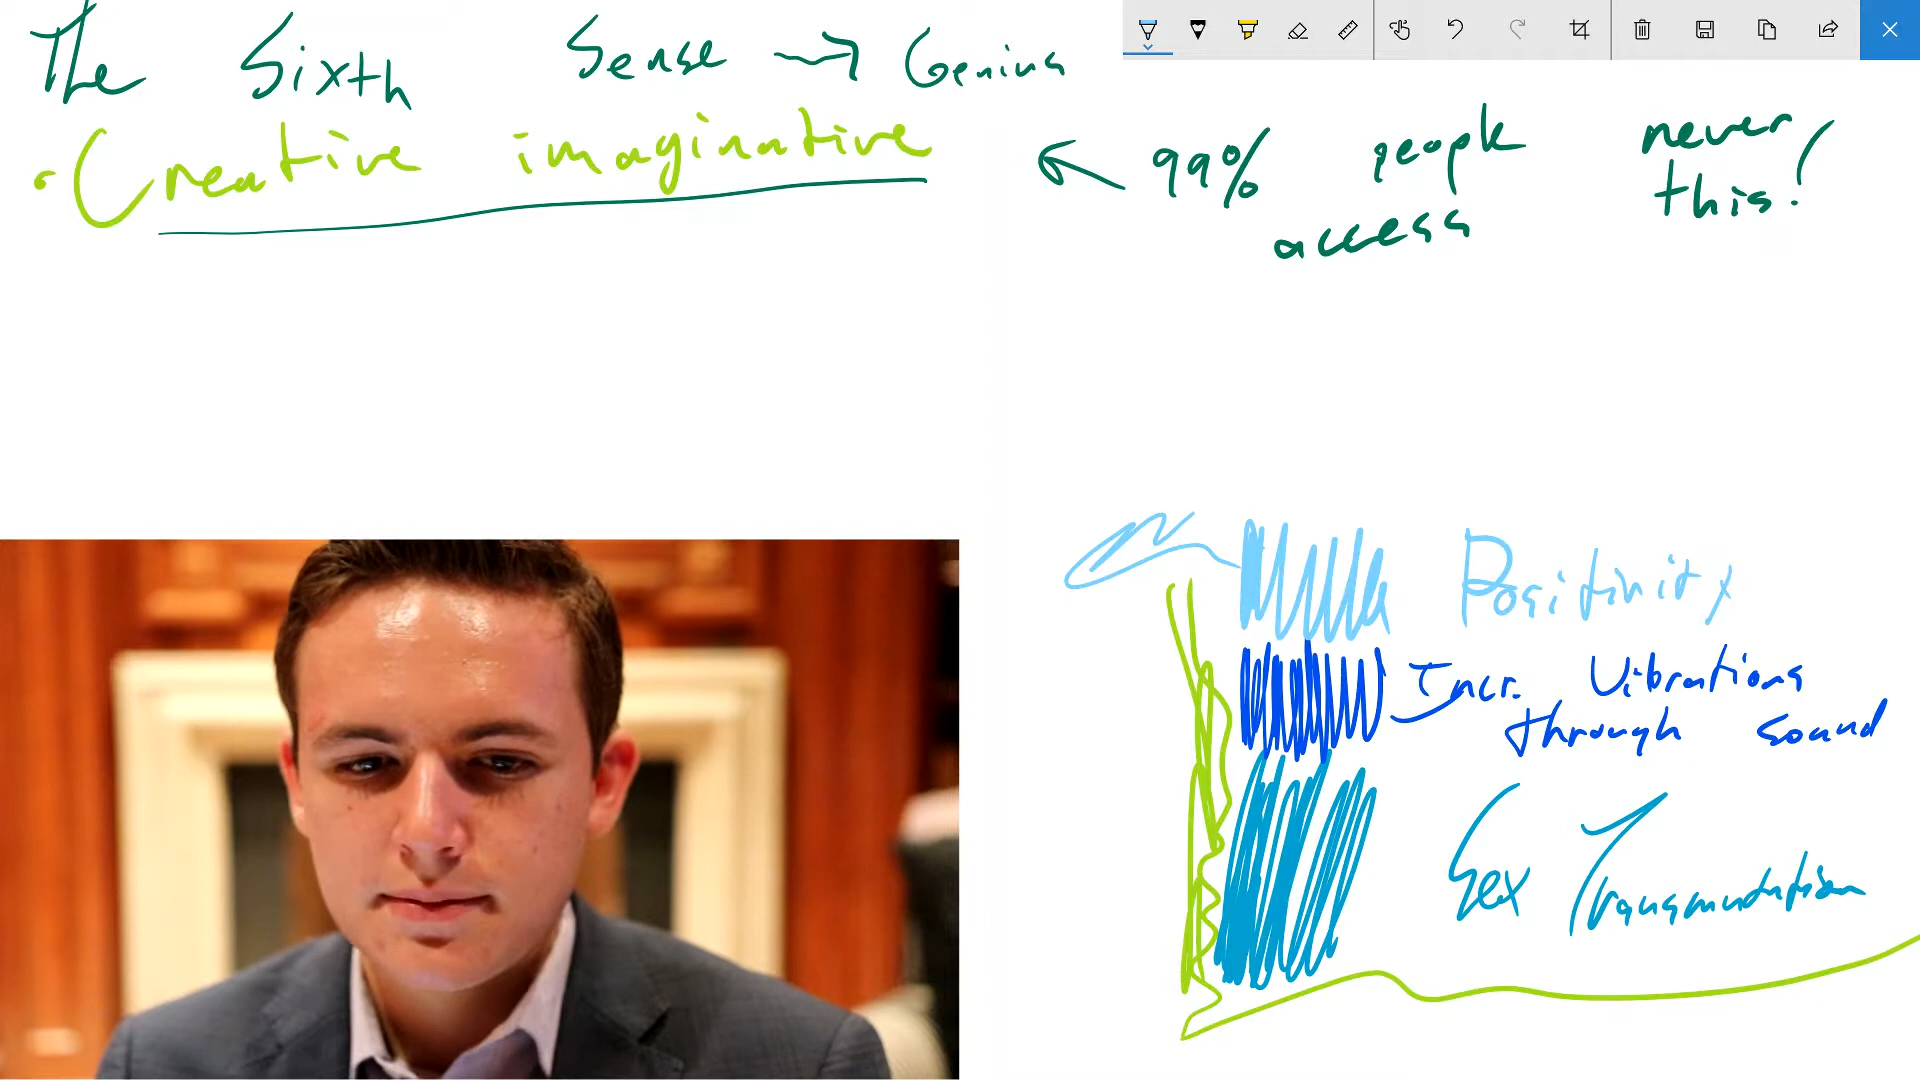 The Sixth Sense → Genius
• Creative imaginative
← 99% people never
access this!
Positivity
Incr. Vibrations
through sound
Sex Transmutation